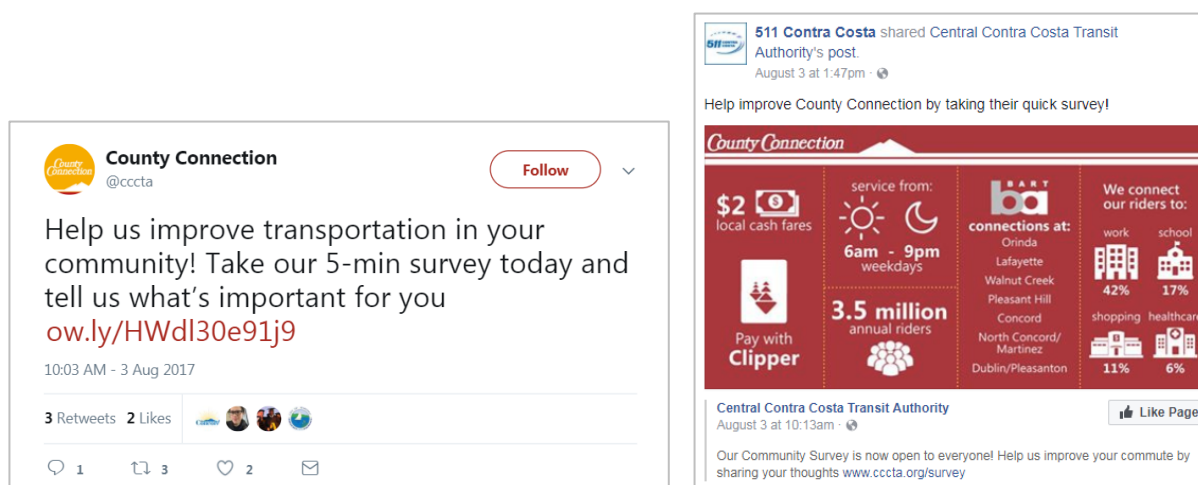 County Connection
County Connection
@cccta
Follow
Help us improve transportation in your
community! Take our 5-min survey today and
tell us what's important for you
ow.ly/HWdl30e91j9
10:03 AM - 3 Aug 2017
3 Retweets 2 Likes
1 3 2
511 Contra Costa shared Central Contra Costa Transit
Authority's post.
August 3 at 1:47pm ·
Help improve County Connection by taking their quick survey!
County Connection
$2
local cash fares
Pay with
Clipper
service from:
6am - 9pm
weekdays
3.5 million
annual riders
BART
ba
connections at:
Orinda
Lafayette
Walnut Creek
Pleasant Hill
Concord
North Concord/
Martinez
Dublin/Pleasanton
We connect
our riders to:
work school
42% 17%
shopping healthcare
11% 6%
Central Contra Costa Transit Authority
August 3 at 10:13am ·
Like Page
Our Community Survey is now open to everyone! Help us improve your commute by
sharing your thoughts www.cccta.org/survey